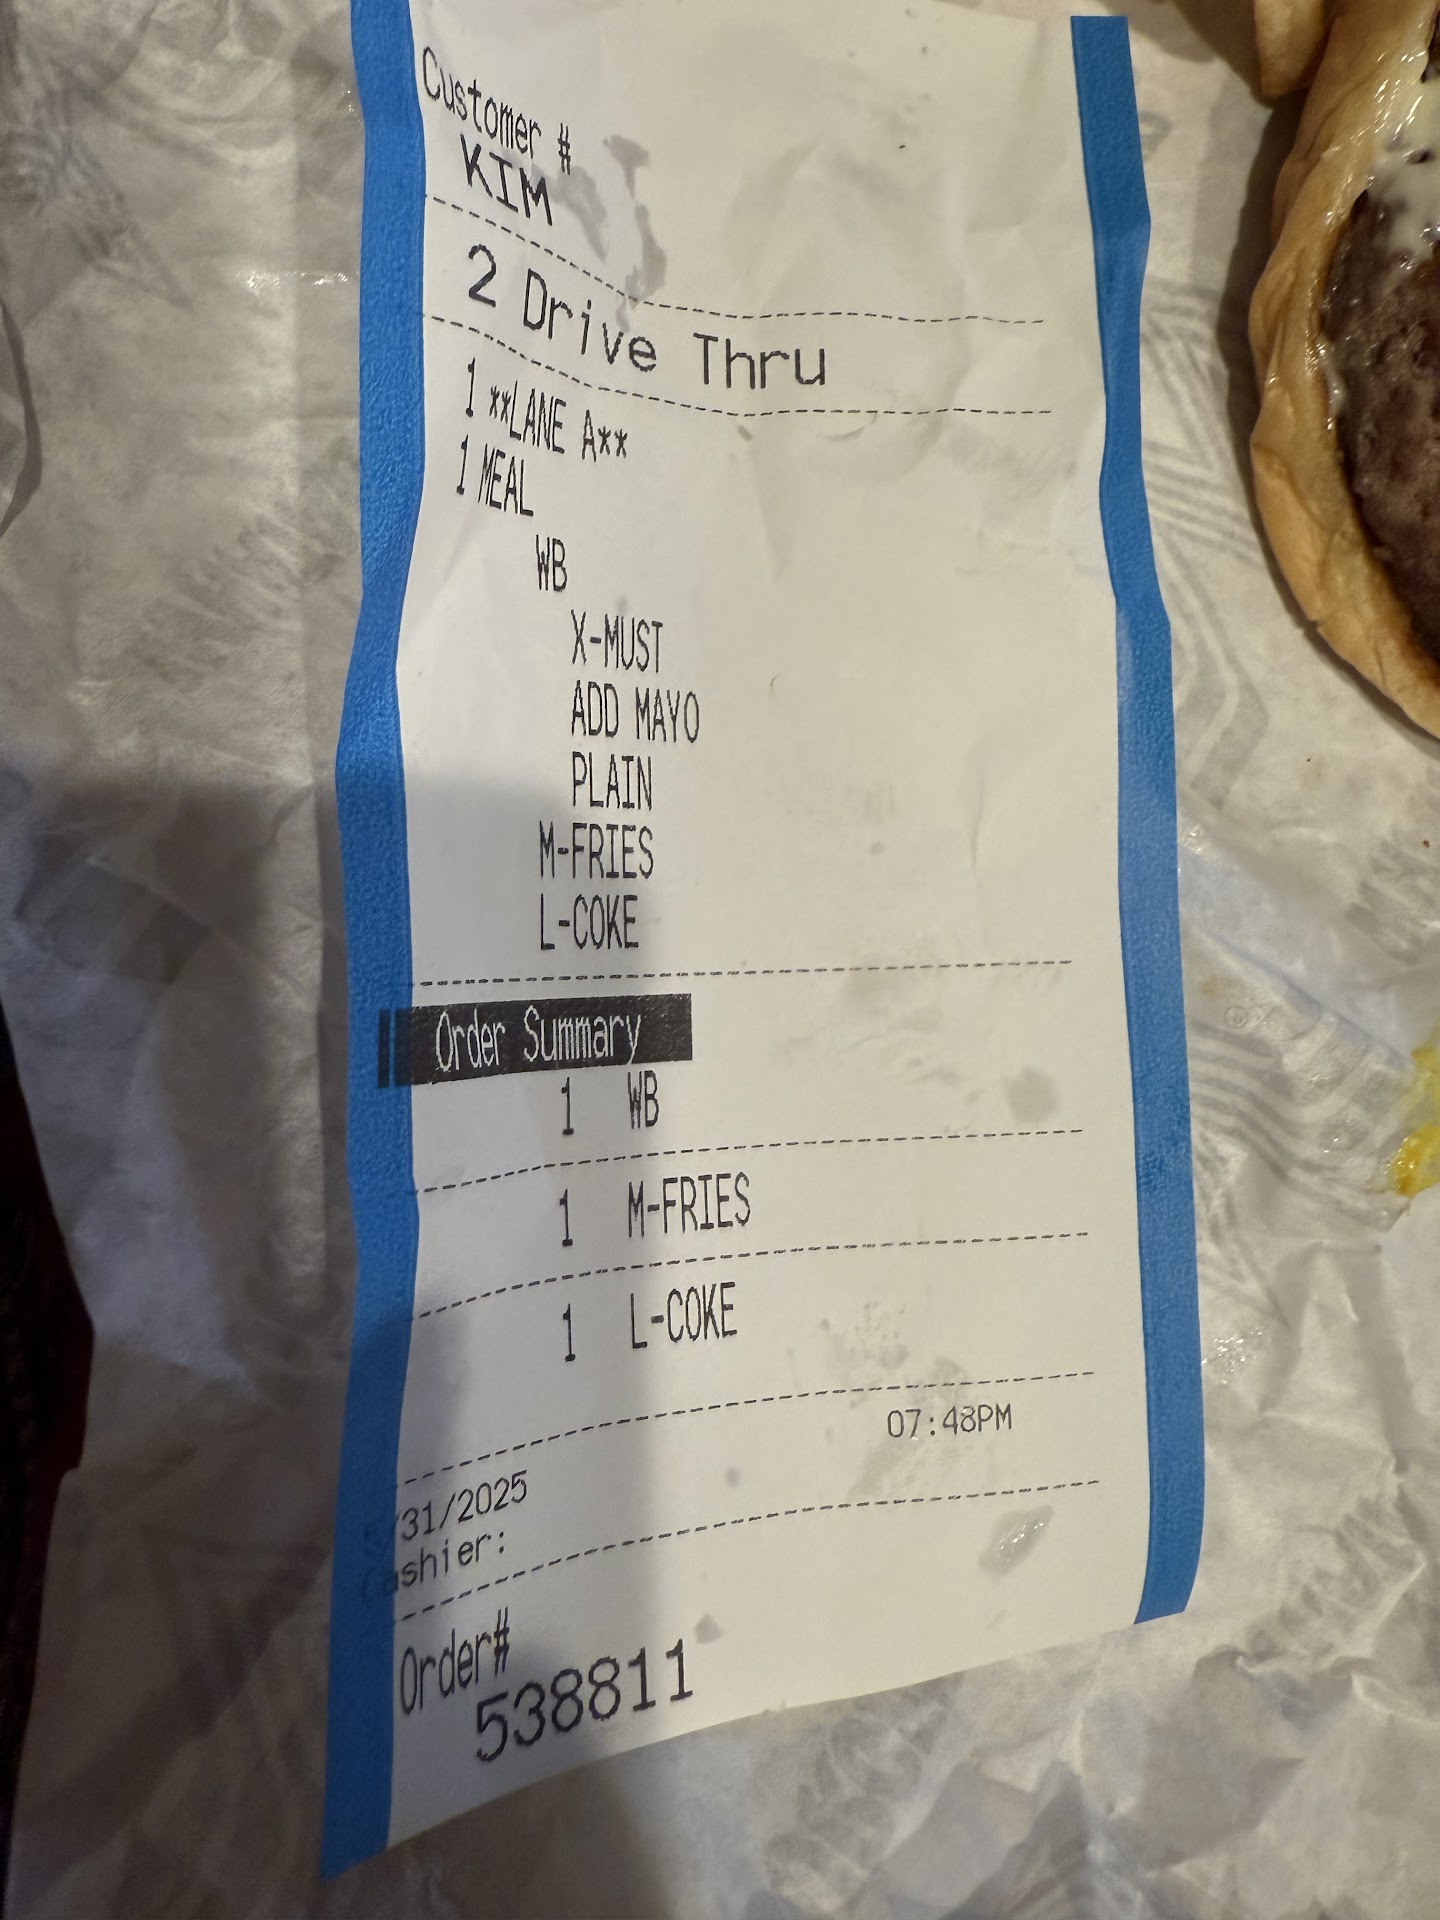 Customer #
KIM
2 Drive Thru
1 **LANE A**
1 MEAL
WB
X-MUST
ADD MAYO
PLAIN
M-FRIES
L-COKE
Order Summary
1 WB
1 M-FRIES
1 L-COKE
07:48PM
/31/2025
Cashier:
Order#
538811